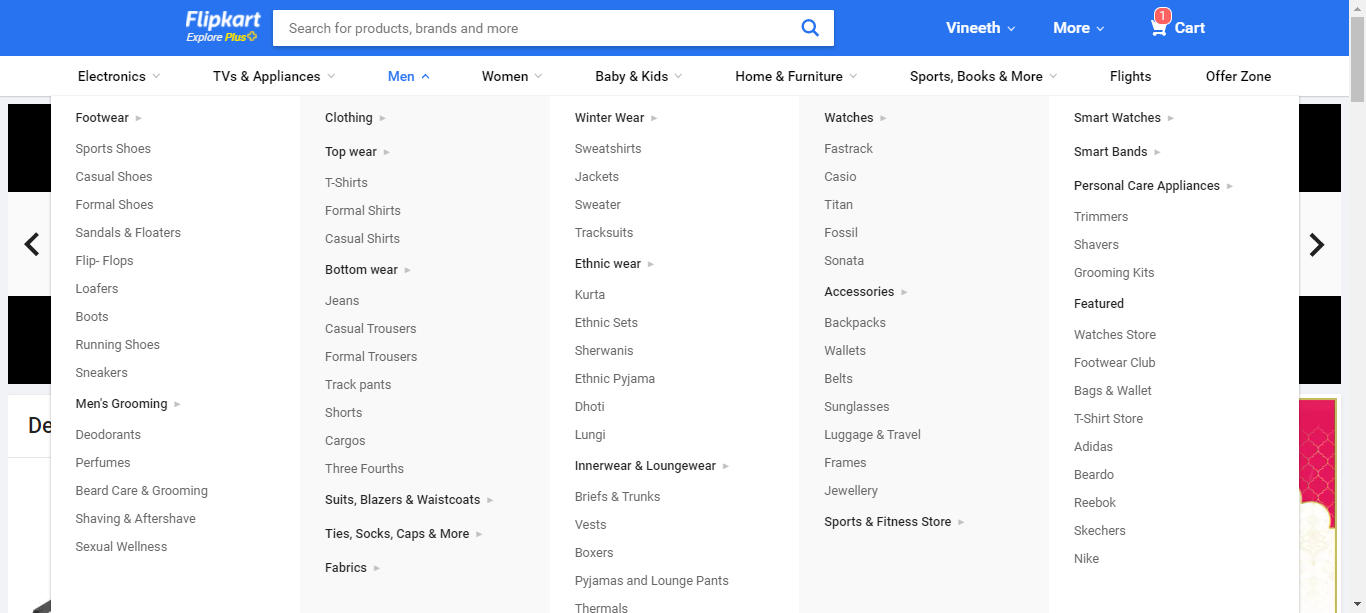 Flipkart
Explore Plus
Search for products, brands and more
Vineeth
More
1
Cart
Electronics
TVs & Appliances
Men
Women
Baby & Kids
Home & Furniture
Sports, Books & More
Flights
Offer Zone
Footwear
Sports Shoes
Casual Shoes
Formal Shoes
Sandals & Floaters
Flip- Flops
Loafers
Boots
Running Shoes
Sneakers
Men's Grooming
Deodorants
Perfumes
Beard Care & Grooming
Shaving & Aftershave
Sexual Wellness
Clothing
Top wear
T-Shirts
Formal Shirts
Casual Shirts
Bottom wear
Jeans
Casual Trousers
Formal Trousers
Track pants
Shorts
Cargos
Three Fourths
Suits, Blazers & Waistcoats
Ties, Socks, Caps & More
Fabrics
Winter Wear
Sweatshirts
Jackets
Sweater
Tracksuits
Ethnic wear
Kurta
Ethnic Sets
Sherwanis
Ethnic Pyjama
Dhoti
Lungi
Innerwear & Loungewear
Briefs & Trunks
Vests
Boxers
Pyjamas and Lounge Pants
Thermals
Watches
Fastrack
Casio
Titan
Fossil
Sonata
Accessories
Backpacks
Wallets
Belts
Sunglasses
Luggage & Travel
Frames
Jewellery
Sports & Fitness Store
Smart Watches
Smart Bands
Personal Care Appliances
Trimmers
Shavers
Grooming Kits
Featured
Watches Store
Footwear Club
Bags & Wallet
T-Shirt Store
Adidas
Beardo
Reebok
Skechers
Nike
De